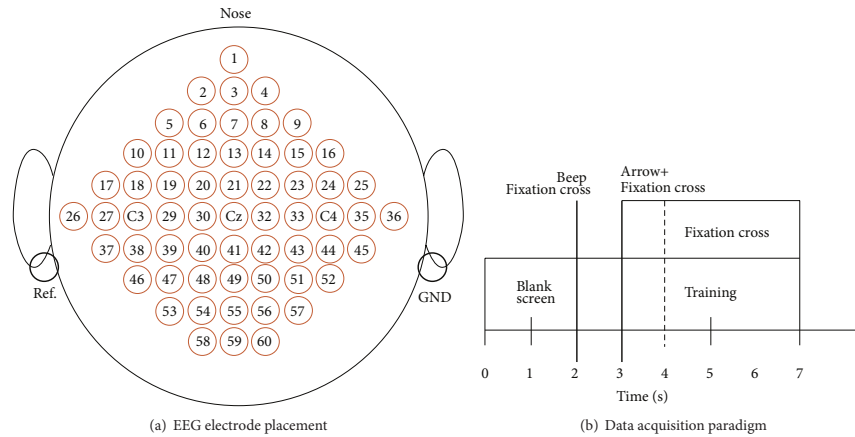 Nose
1
2 3 4
5 6 7 8 9
10 11 12 13 14 15 16
17 18 19 20 21 22 23 24 25
26 27 C3 29 30 Cz 32 33 C4 35 36
37 38 39 40 41 42 43 44 45
46 47 48 49 50 51 52
53 54 55 56 57
58 59 60
Ref.
GND
(a) EEG electrode placement
Beep
Fixation cross
Arrow+
Fixation cross
Fixation cross
Blank
screen
Training
0 1 2 3 4 5 6 7
Time (s)
(b) Data acquisition paradigm